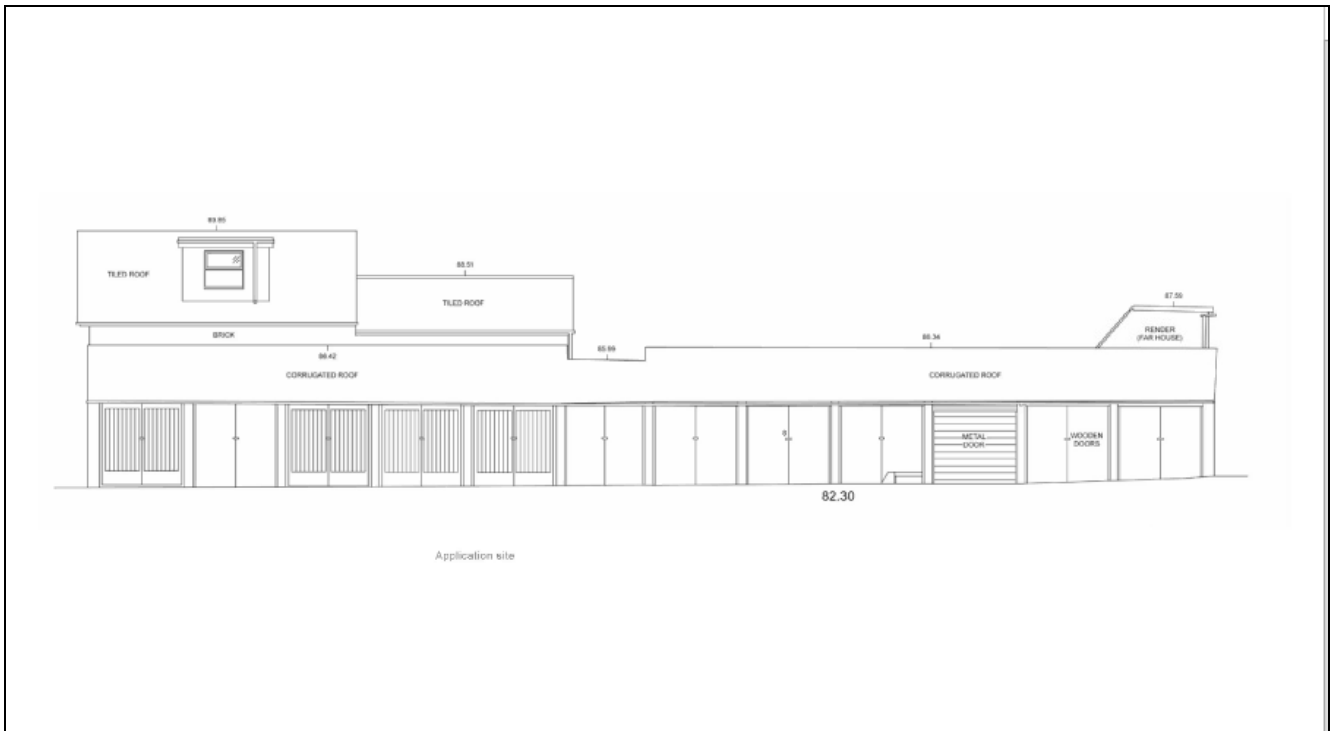 89.85
TILED ROOF
88.51
TILED ROOF
87.59
RENDER
(FAR HOUSE)
BRICK
86.42
85.99
86.34
CORRUGATED ROOF
CORRUGATED ROOF
METAL
DOOR
WOODEN
DOORS
82.30
Application site